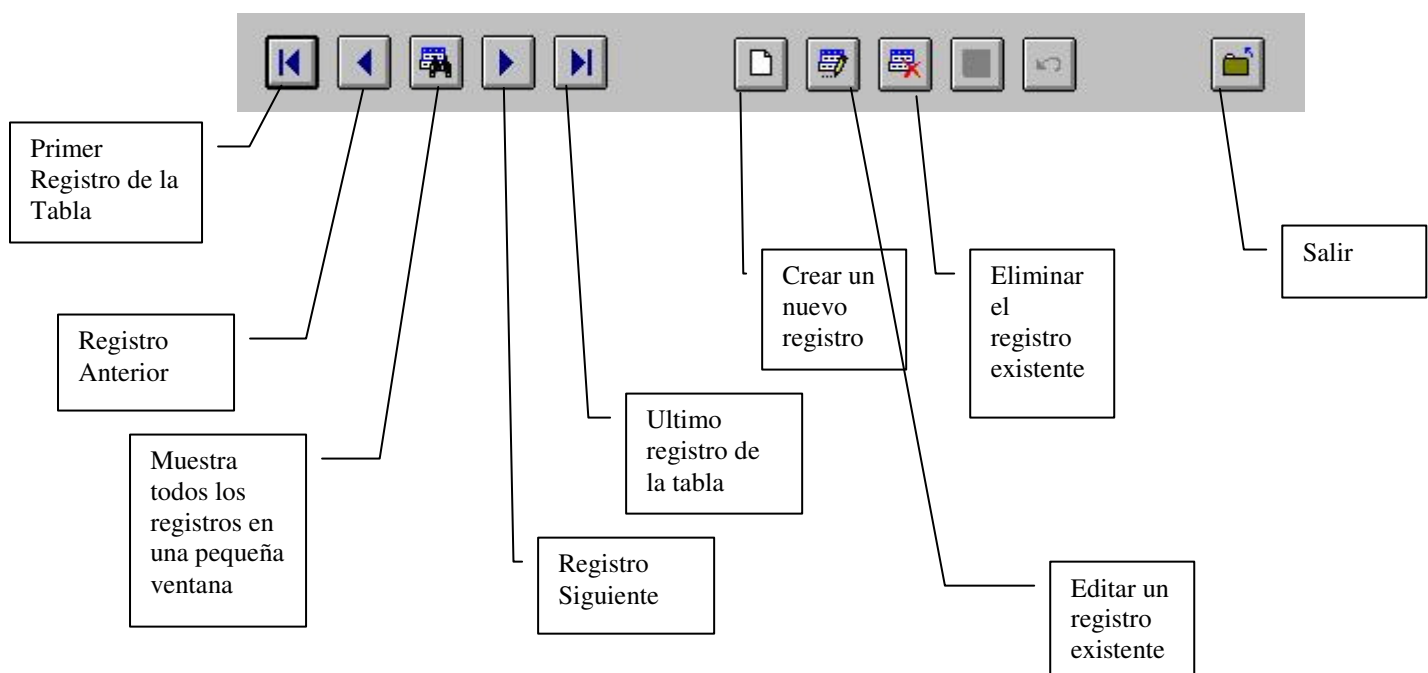 Primer
Registro de la
Tabla
Registro
Anterior
Muestra
todos los
registros en
una pequeña
ventana
Registro
Siguiente
Ultimo
registro de
la tabla
Crear un
nuevo
registro
Editar un
registro
existente
Eliminar
el
registro
existente
Salir